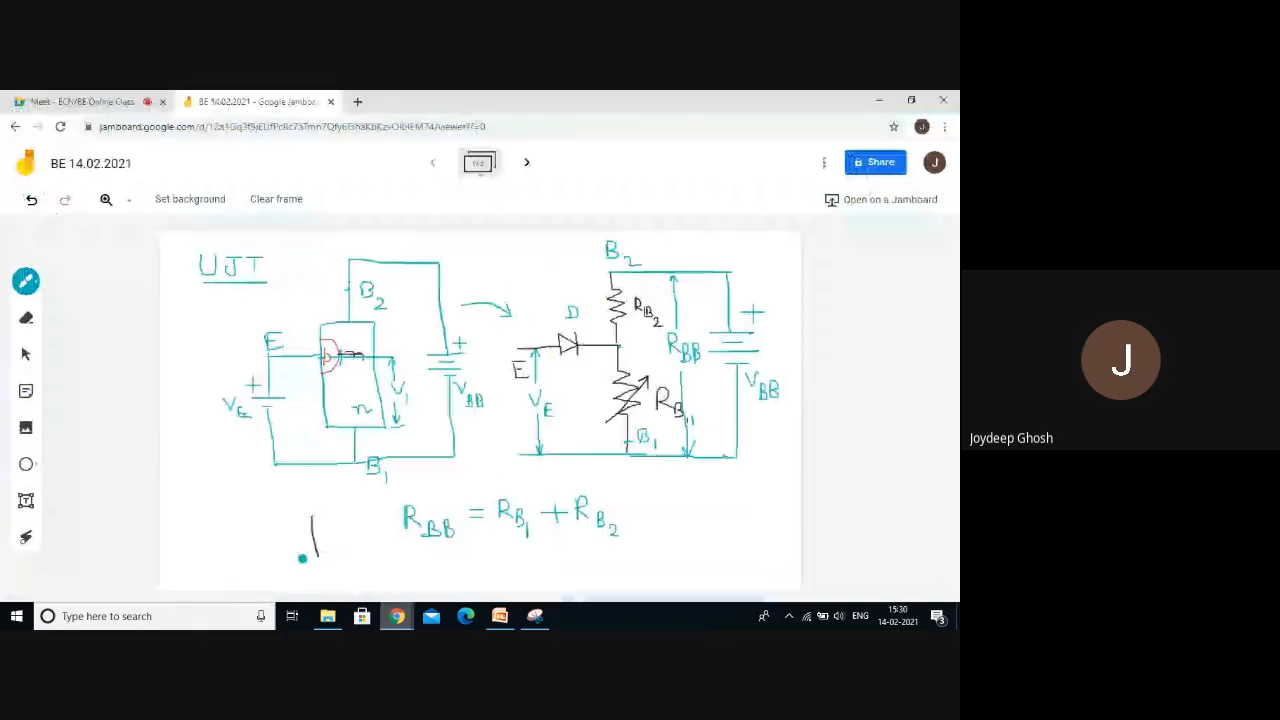 Meet - ECN/BE Online Class
BE 14.02.2021 - Google Jamboard
BE 14.02.2021
Share
Set background
Clear frame
Open on a Jamboard
UJT
B2
E
+
VE
p
n
V1
+
VBB
B1
B2
RB2
D
E
VE
RB1
B1
RBB
+
VBB
RBB = RB1 + RB2
J
Joydeep Ghosh
Type here to search
ENG
15:30
14-02-2021
3